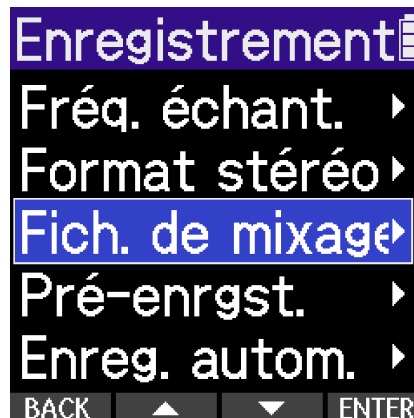 Enregistrement
Fréq. échant.
Format stéréo
Fich. de mixage
Pré-enrgst.
Enreg. autom.
BACK ENTER